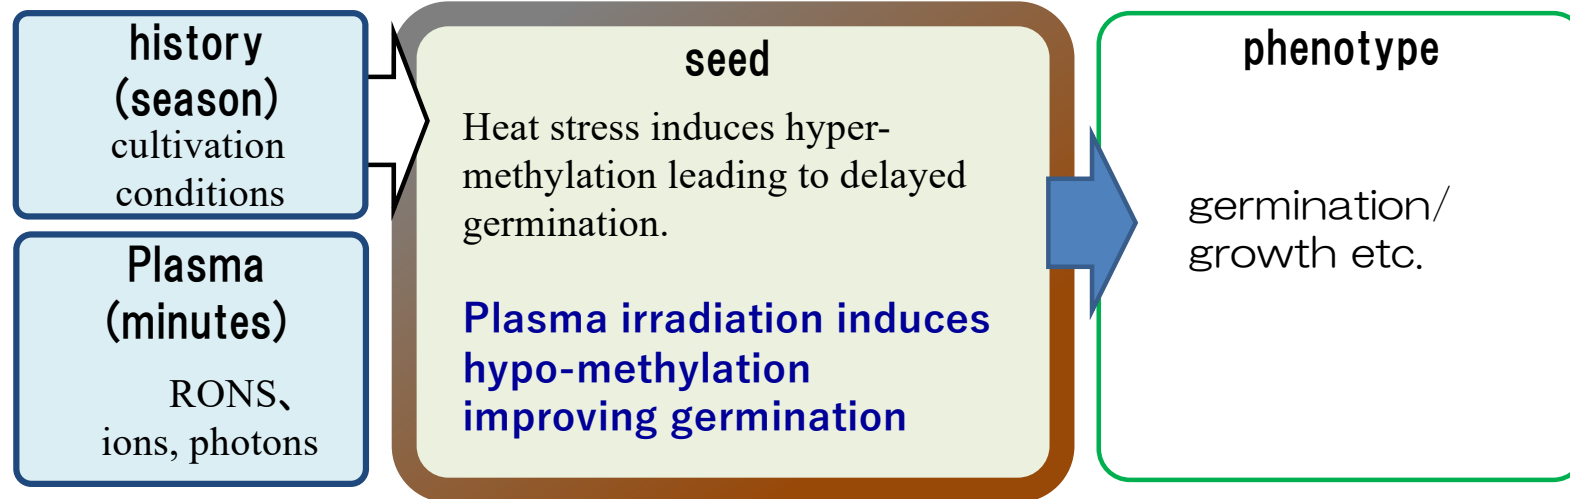 history
(season)
cultivation
conditions
Plasma
(minutes)
RONS、
ions, photons
seed
Heat stress induces hyper-
methylation leading to delayed
germination.
Plasma irradiation induces
hypo-methylation
improving germination
phenotype
germination/
growth etc.